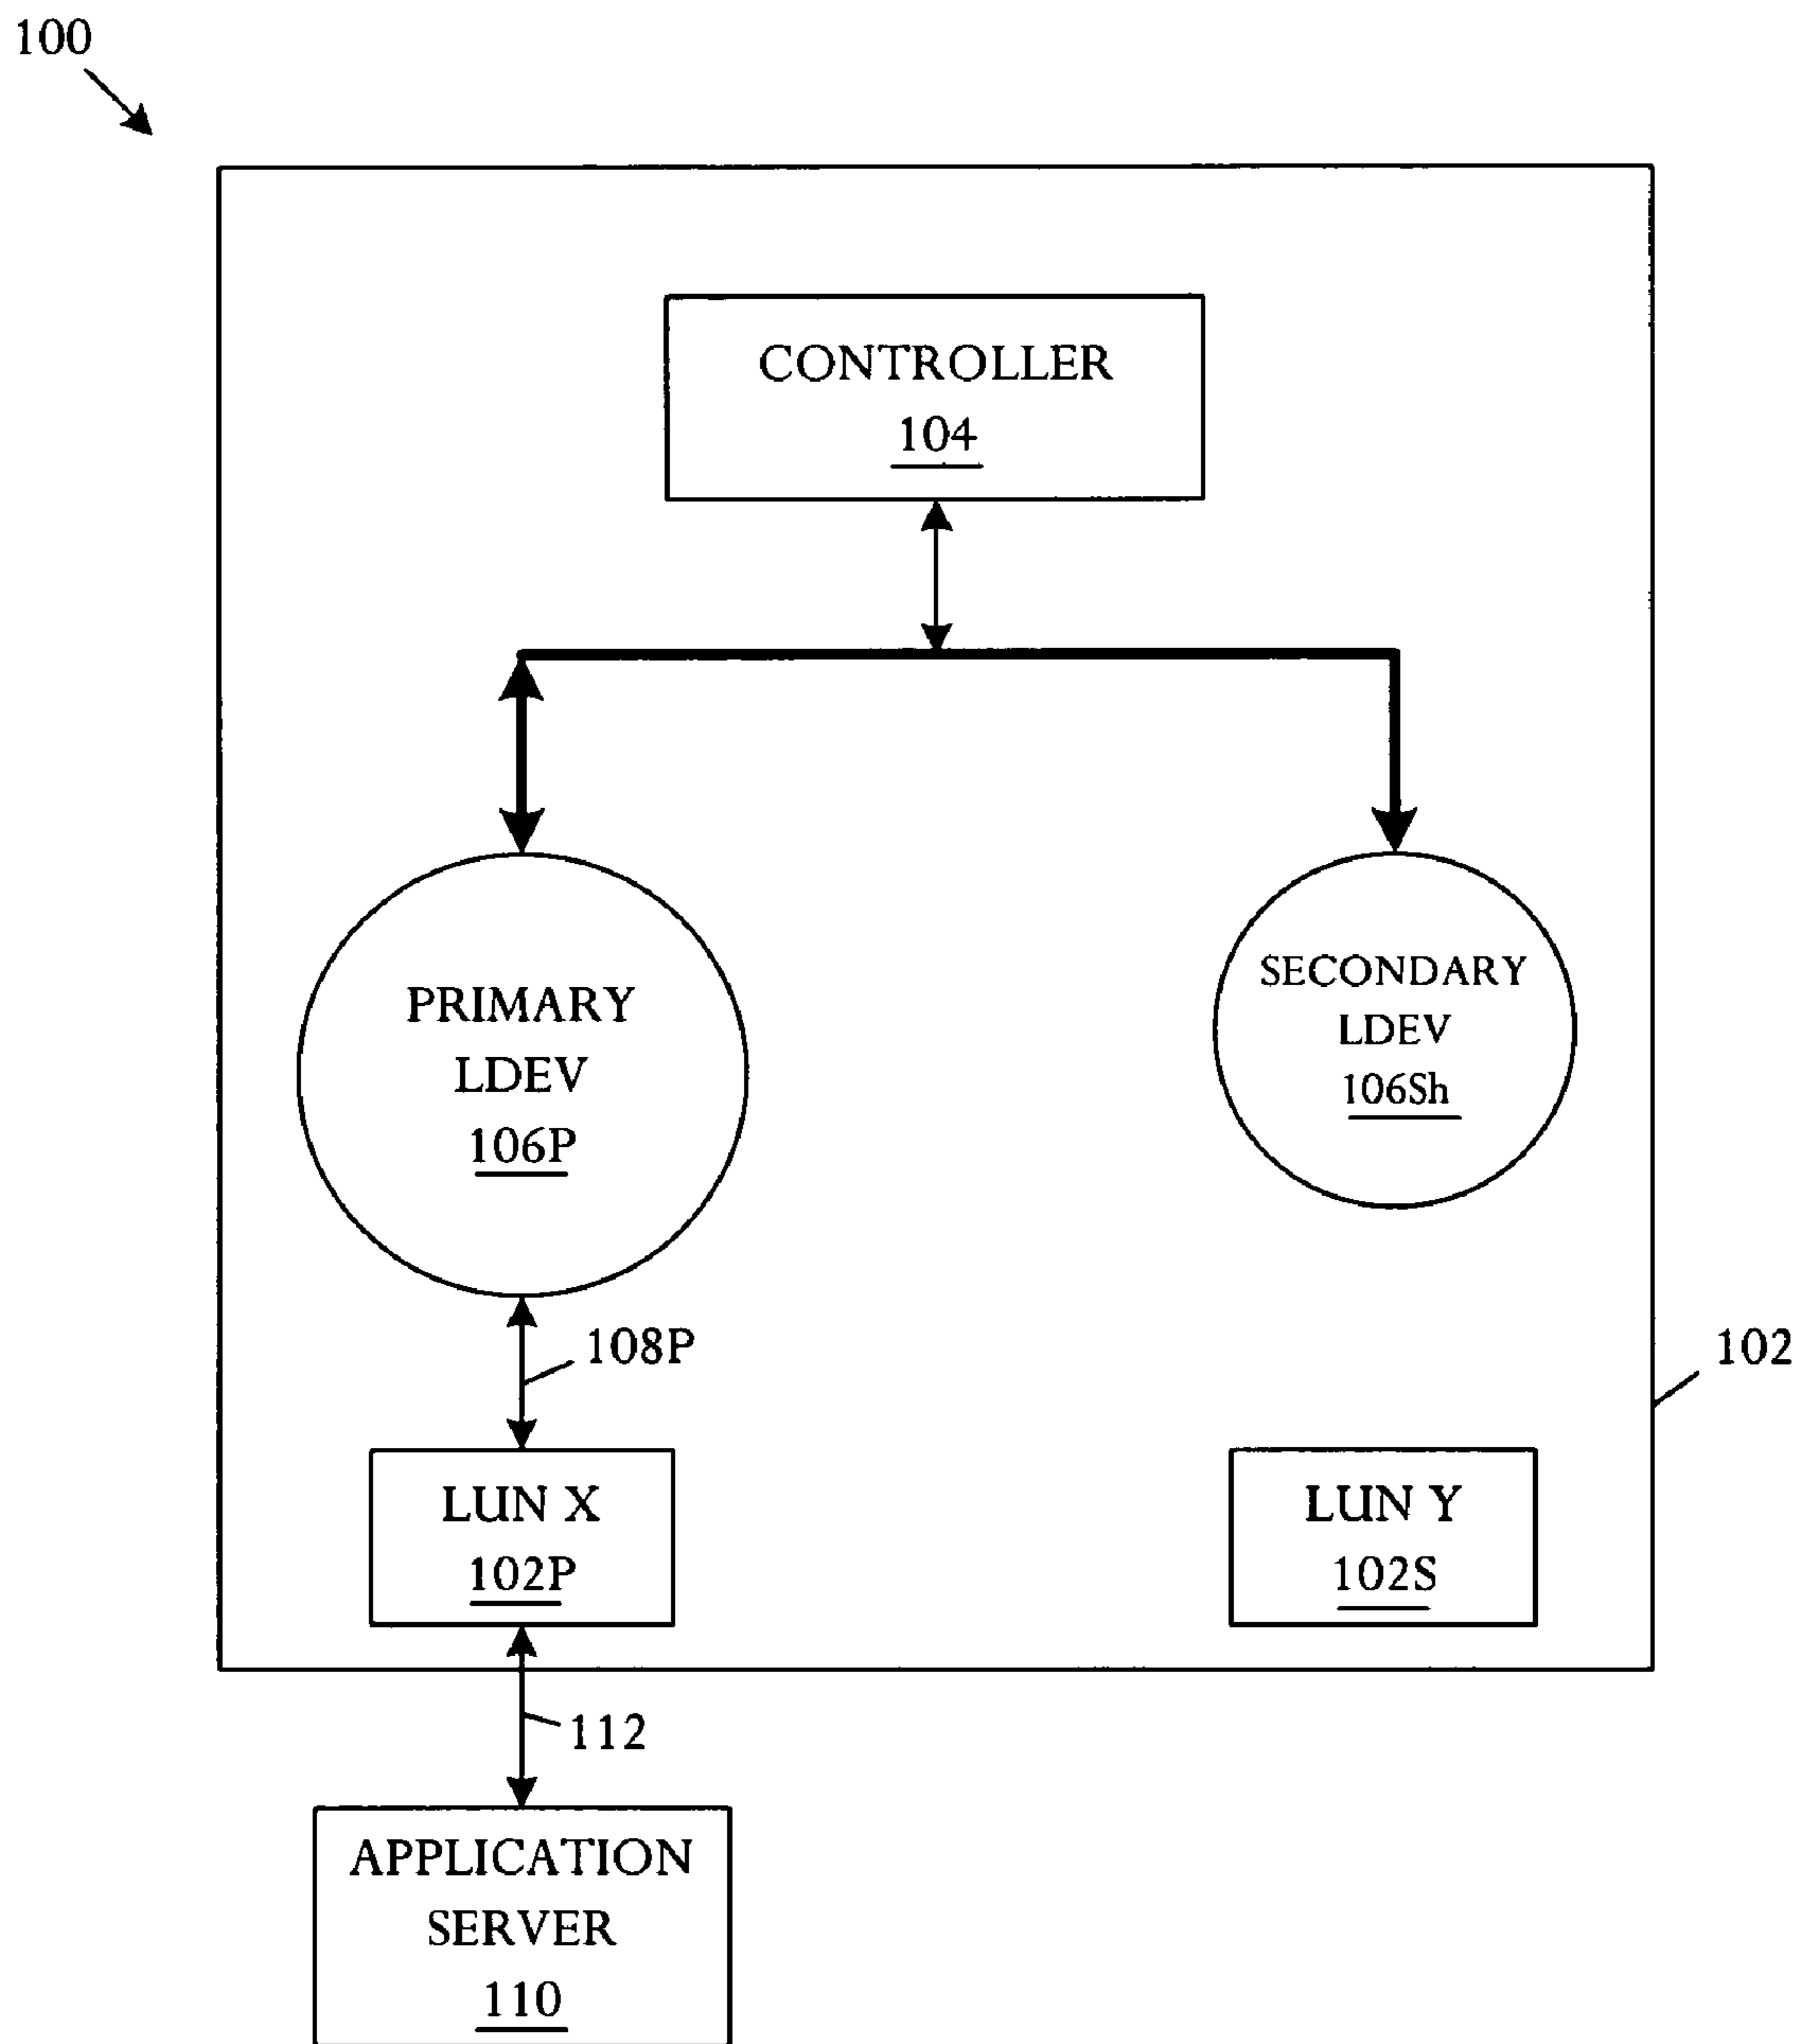 100
CONTROLLER
104
PRIMARY
LDEV
106P
SECONDARY
LDEV
106Sh
108P
102
LUN X
102P
LUN Y
102S
112
APPLICATION
SERVER
110